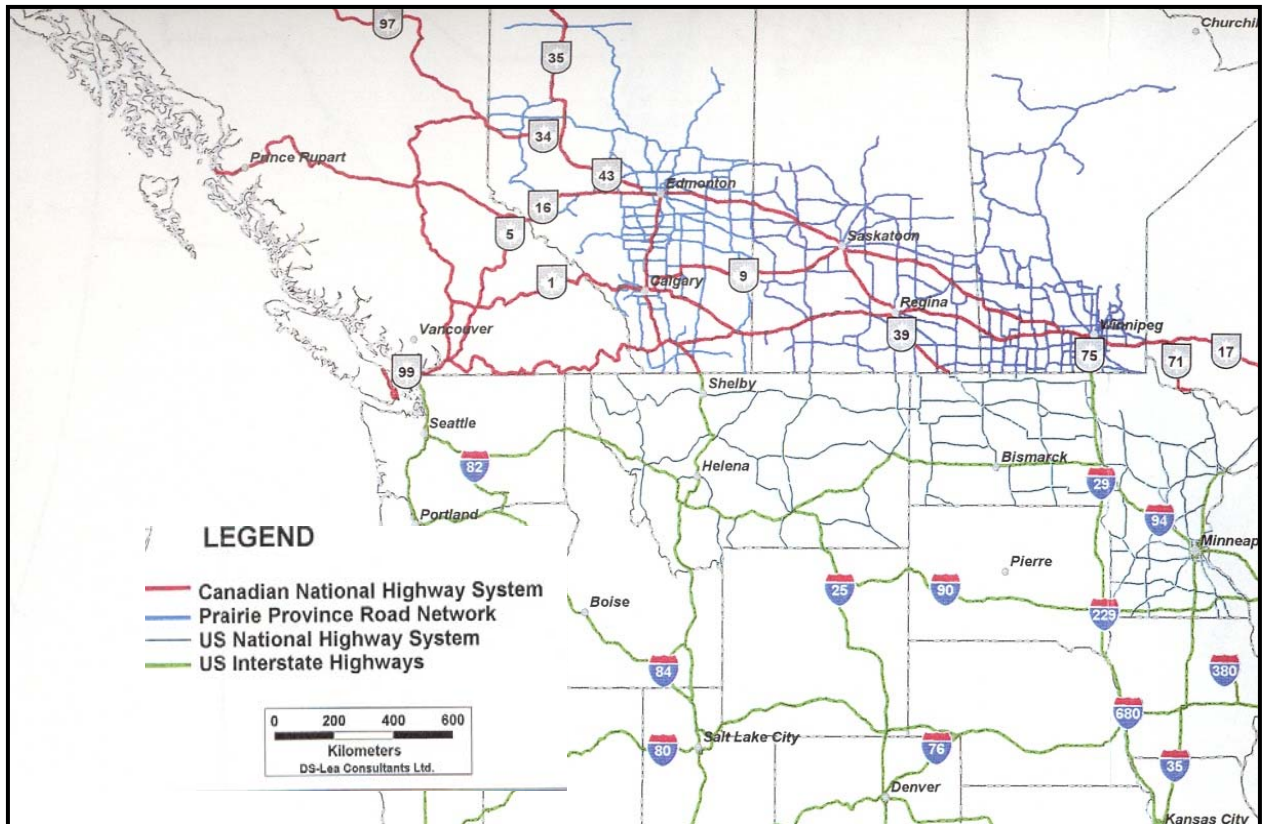 97
35
Churchil
34
Prince Rupart
43
Edmonton
16
5
Saskatoon
1
Calgary
9
Regina
Vancouver
39
Winnipeg
75
71
17
99
Shelby
Seattle
82
Helena
Bismarck
29
Portland
94
Minneap
LEGEND
Canadian National Highway System
Prairie Province Road Network
US National Highway System
US Interstate Highways
Boise
25
90
Pierre
229
84
380
680
0 200 400 600
Kilometers
DS-Lea Consultants Ltd.
80
Salt Lake City
76
35
Denver
Kansas City